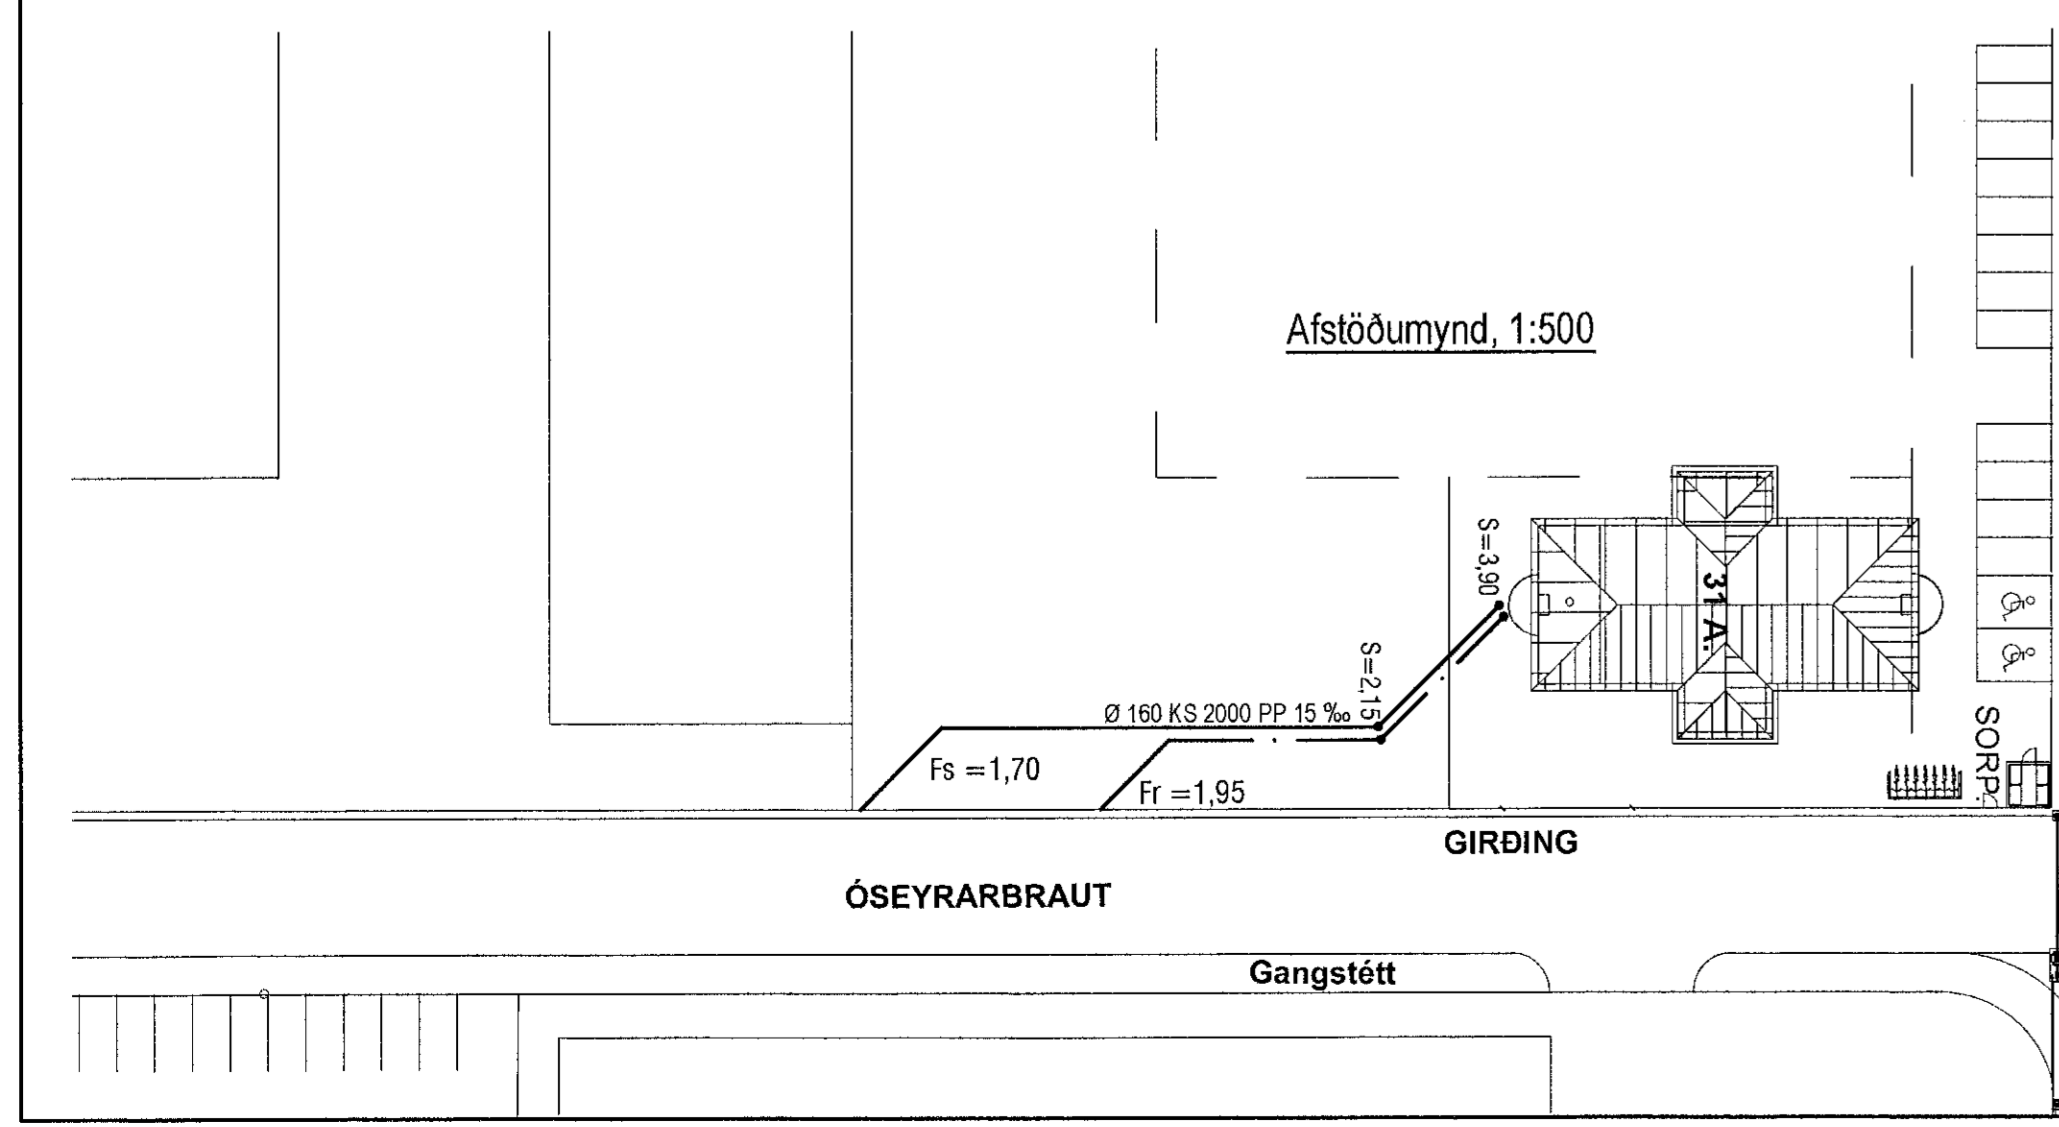 Afstöðumynd, 1:500
S=3,90
31 A.
S=2,15
Ø 160 KS 2000 PP 15 ‰
SORP.
Fs =1,70
Fr =1,95
GIRÐING
ÓSEYRARBRAUT
Gangstétt